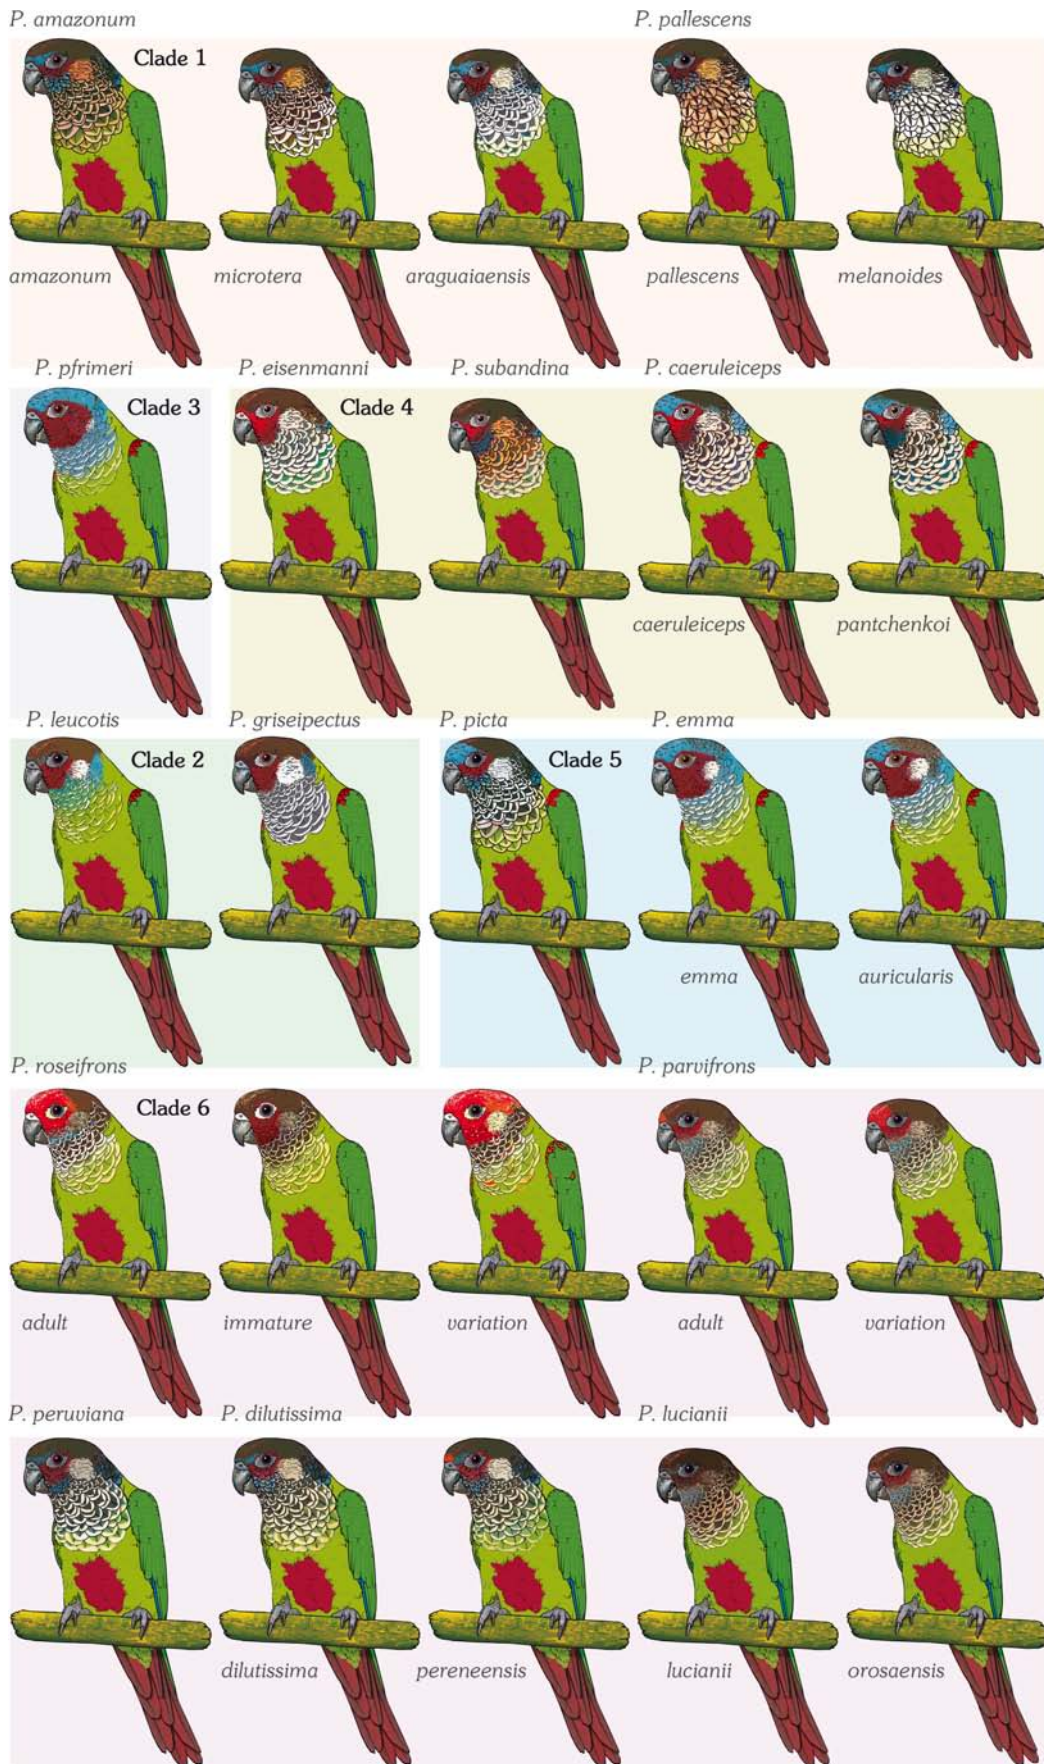 P. amazonum P. pallescens
Clade 1
amazonum microtera araguaiaensis pallescens melanoides
P. pfrimeri P. eisenmanni P. subandina P. caeruleiceps
Clade 3 Clade 4
caeruleiceps pantchenkoi
P. leucotis P. griseipectus P. picta P. emma
Clade 2 Clade 5
emma auricularis
P. roseifrons P. parvifrons
Clade 6
adult immature variation adult variation
P. peruviana P. dilutissima P. lucianii
dilutissima pereneensis lucianii orosaensis